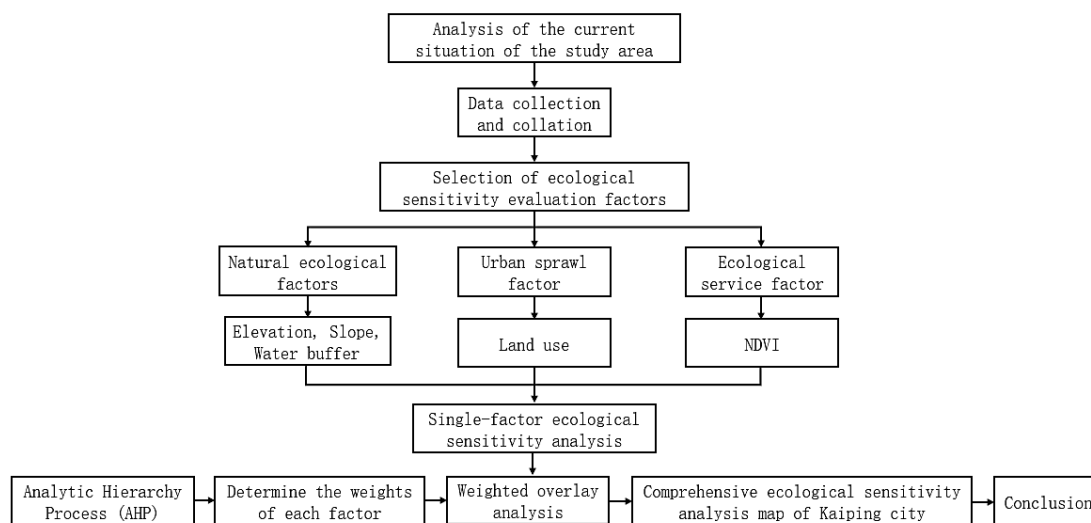 Analysis of the current
situation of the study area
Data collection
and collation
Selection of ecological
sensitivity evaluation factors
Natural ecological
factors
Urban sprawl
factor
Ecological
service factor
Elevation, Slope,
Water buffer
Land use
NDVI
Single-factor ecological
sensitivity analysis
Analytic Hierarchy
Process (AHP)
Determine the weights
of each factor
Weighted overlay
analysis
Comprehensive ecological sensitivity
analysis map of Kaiping city
Conclusion